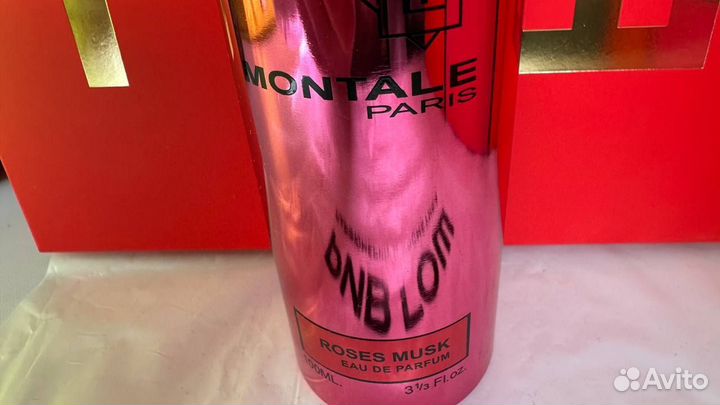 MONTALE
PARIS
ROSES MUSK
EAU DE PARFUM
100ML. 3 1/3 Fl.oz.
Avito